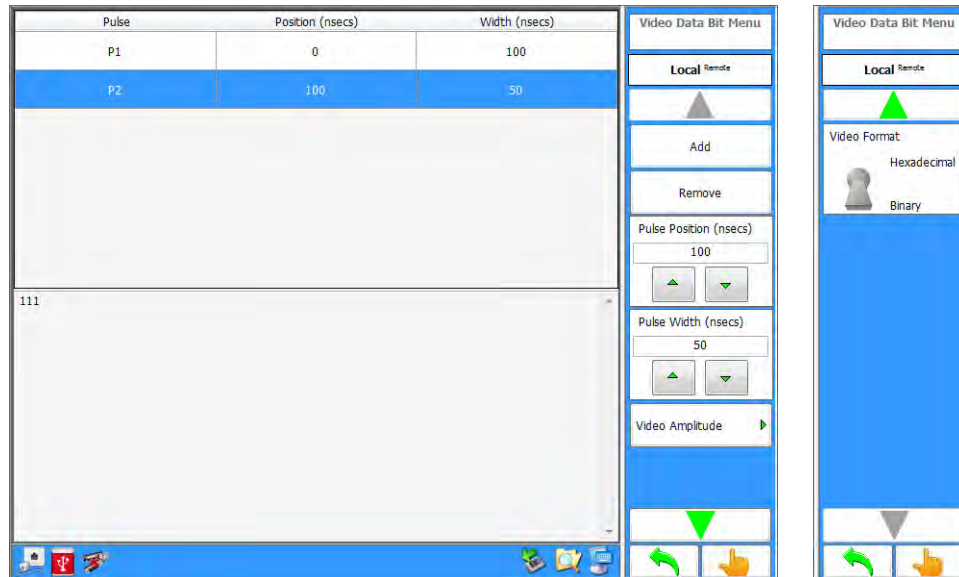 Pulse Position (nsecs) Width (nsecs)
P1 0 100
P2 100 50
111
Video Data Bit Menu
Local Remote
Add
Remove
Pulse Position (nsecs)
100
Pulse Width (nsecs)
50
Video Amplitude
Video Data Bit Menu
Local Remote
Video Format
Hexadecimal
Binary